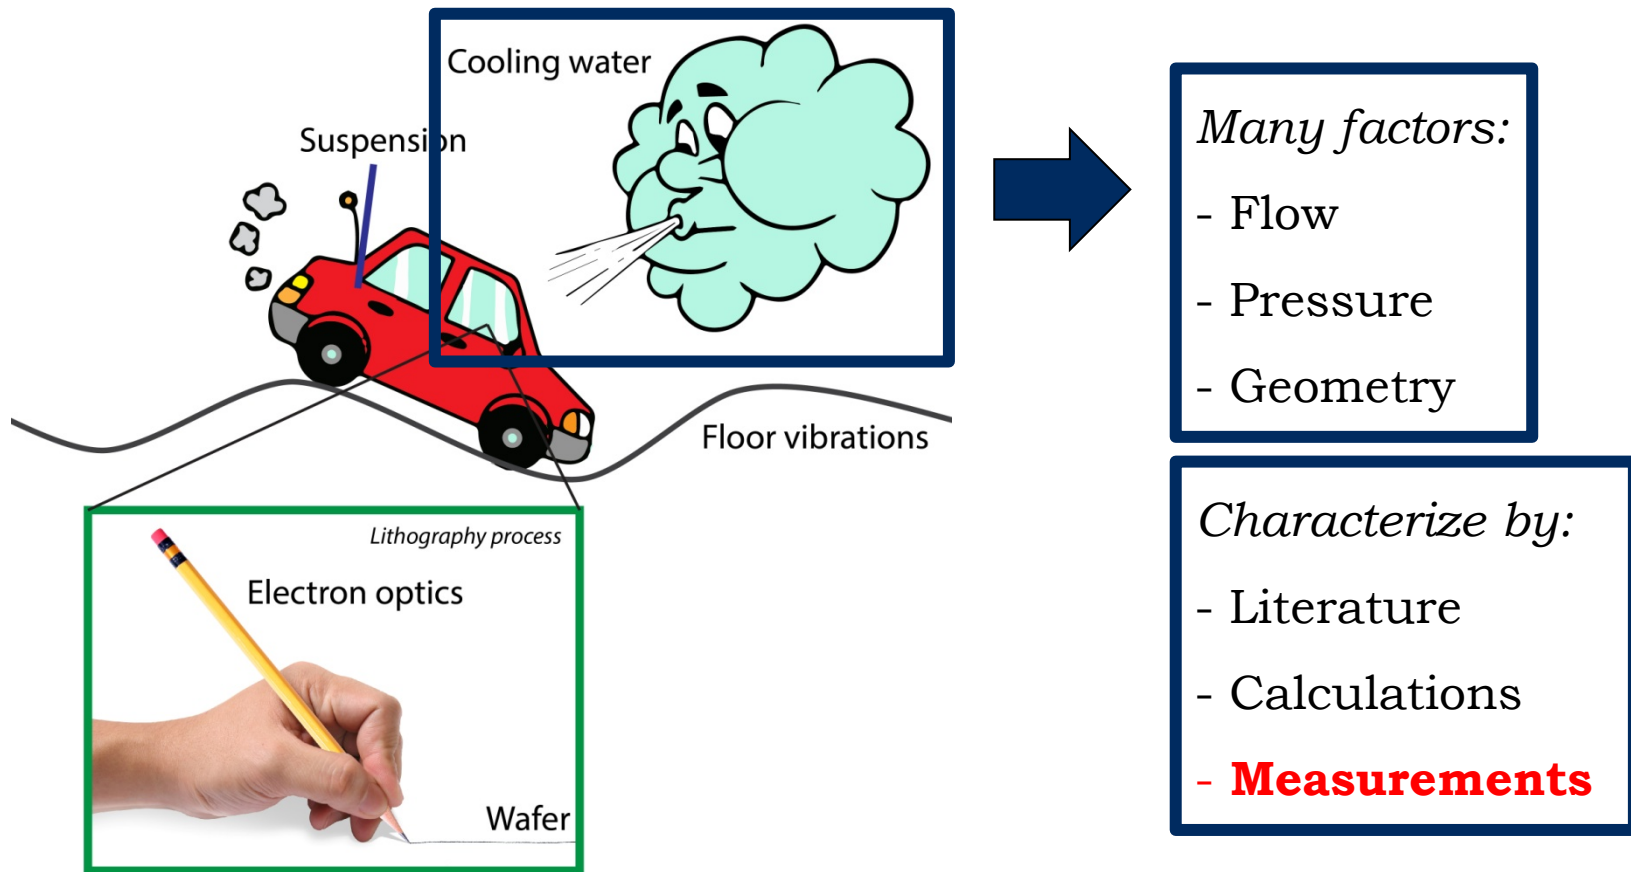 Cooling water
Suspension
Floor vibrations
Lithography process
Electron optics
Wafer
Many factors:
- Flow
- Pressure
- Geometry
Characterize by:
- Literature
- Calculations
- Measurements